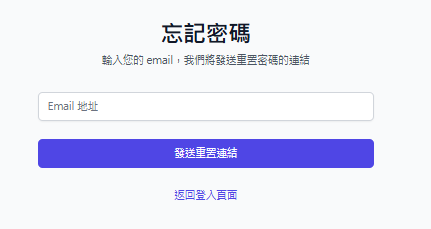 忘記密碼
輸入您的 email，我們將發送重置密碼的連結
Email 地址
發送重置連結
返回登入頁面